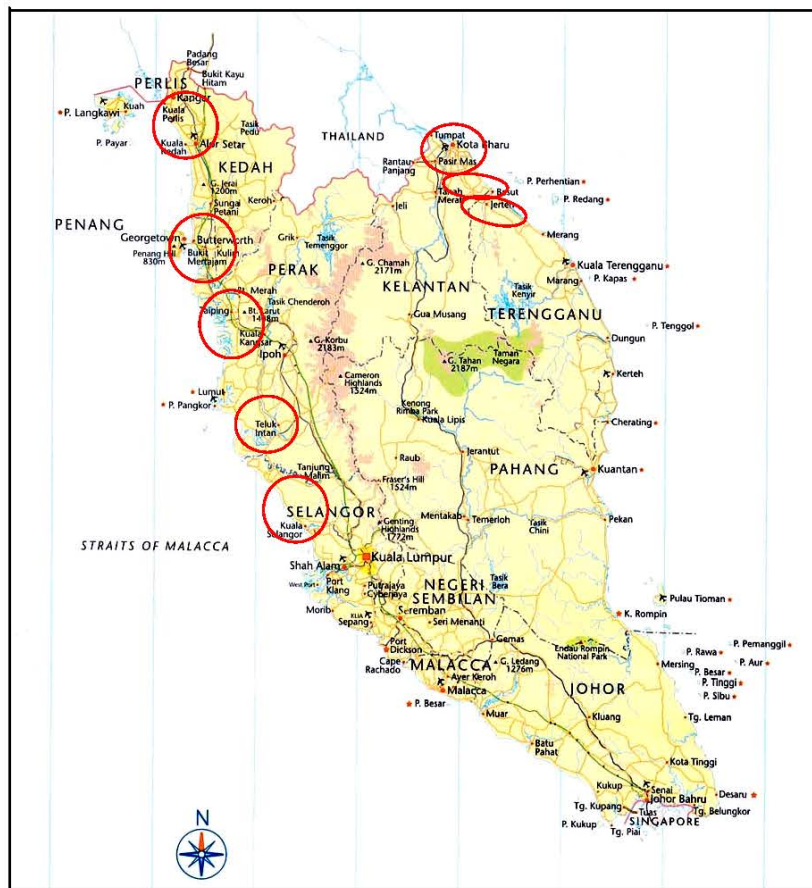 Padang
Besar
Bukit Kayu
Hitam
PERLIS
Kangar
Kuah
Kuala
Perlis
P. Langkawi
Tasik
Pedu
P. Payar
Kuala
Kedah
Alor Setar
THAILAND
Tumpat
Kota Bharu
KEDAH
Rantau
Panjang
Pasir Mas
G. Jerai
1200m
Keroh
Tanah
Merah
Besut
P. Perhentian
Sungai
Petani
Jeli
Jerteh
P. Redang
PENANG
Georgetown
Butterworth
Grik
Tasik
Temenggor
Merang
Penang Hill
830m
Bukit
Mertajam
Kulim
PERAK
G. Chamah
2171m
Kuala Terengganu
KELANTAN
Marang
P. Kapas
Bt. Merah
Tasik Chenderoh
Tasik
Kenyir
Taiping
Bt. Larut
1448m
Gua Musang
TERENGGANU
P. Tenggol
Kuala
Kangsar
G. Korbu
2183m
Dungun
Ipoh
G. Tahan
2187m
Taman
Negara
Kerteh
Cameron
Highlands
1524m
Lumut
P. Pangkor
Kenong
Rimba Park
Kuala Lipis
Cherating
Teluk
Intan
Raub
Jerantut
Tanjung
Malim
PAHANG
Kuantan
Fraser's Hill
1524m
SELANGOR
Mentakab
Temerloh
Tasik
Chini
Pekan
Kuala
Selangor
Genting
Highlands
1772m
STRAITS OF MALACCA
Kuala Lumpur
Shah Alam
West Port
Port
Klang
Putrajaya
Cyberjaya
NEGERI
SEMBILAN
Tasik
Bera
Pulau Tioman
Morib
KLIA
Sepang
Seremban
Seri Menanti
K. Rompin
Port
Dickson
Gemas
Endau Rompin
National Park
P. Pemanggil
P. Rawa
Cape
Rachado
MALACCA
G. Ledang
1276m
Mersing
P. Aur
P. Besar
Ayer Keroh
P. Tinggi
Malacca
JOHOR
P. Sibu
P. Besar
Muar
Kluang
Tg. Leman
Batu
Pahat
Kota Tinggi
Kukup
Senai
Desaru
Johor Bahru
Tg. Kupang
Tuas
Tg. Belungkor
P. Kukup
Tg. Piai
SINGAPORE
N